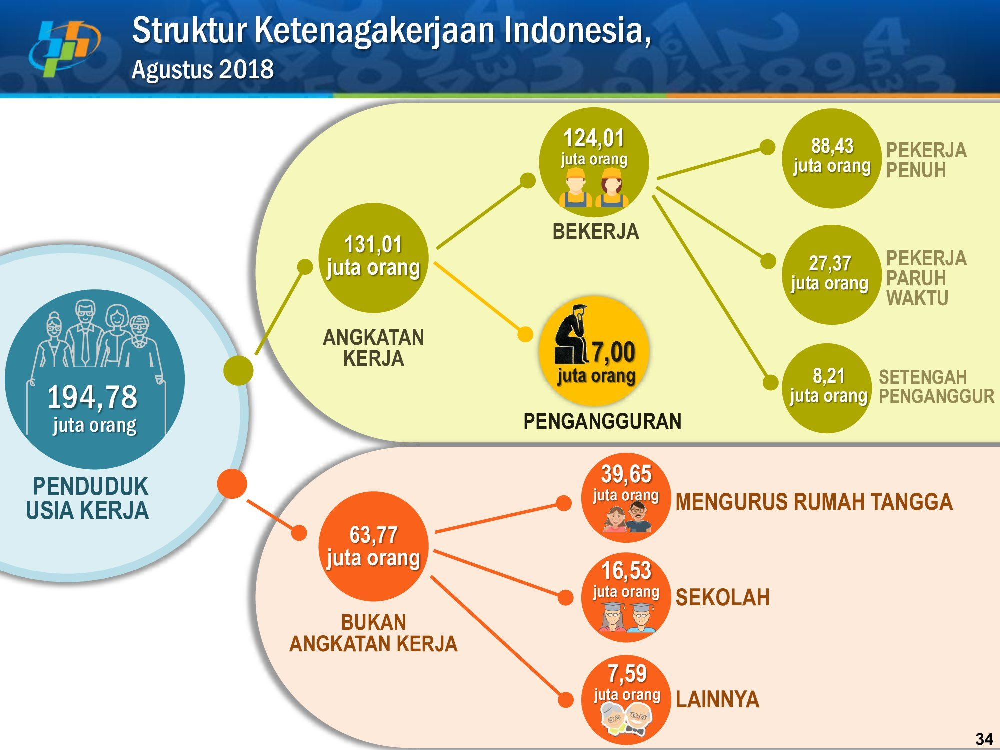 Struktur Ketenagakerjaan Indonesia,
Agustus 2018
194,78
juta orang
PENDUDUK
USIA KERJA
131,01
juta orang
ANGKATAN
KERJA
124,01
juta orang
BEKERJA
7,00
juta orang
PENGANGGURAN
88,43
juta orang
PEKERJA
PENUH
27,37
juta orang
PEKERJA
PARUH
WAKTU
8,21
juta orang
SETENGAH
PENGANGGUR
63,77
juta orang
BUKAN
ANGKATAN KERJA
39,65
juta orang
MENGURUS RUMAH TANGGA
16,53
juta orang
SEKOLAH
7,59
juta orang
LAINNYA
34